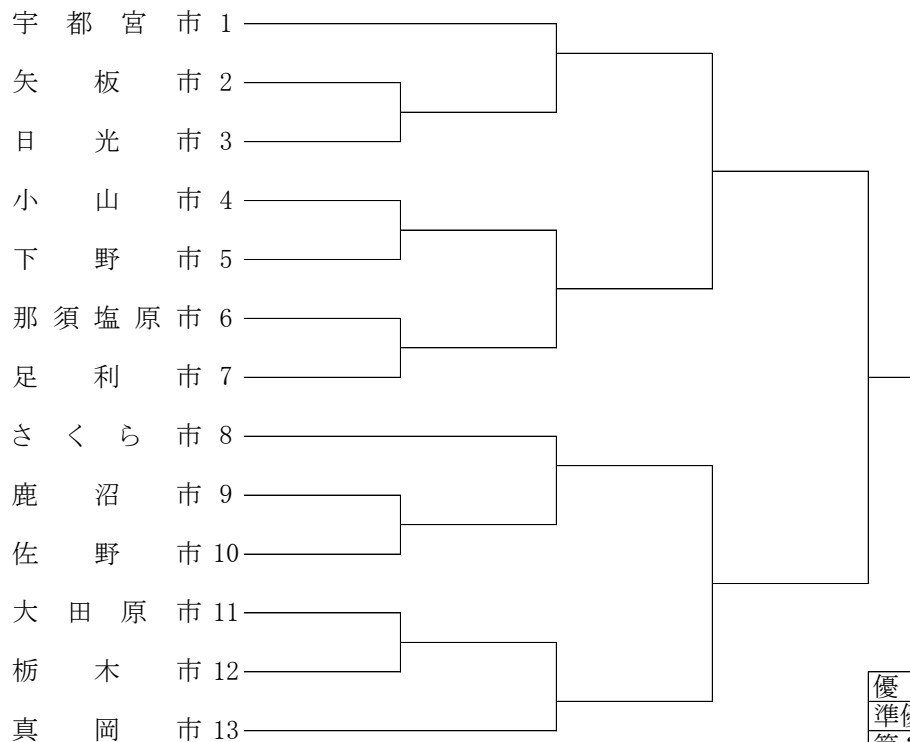 宇都宮市 1
矢板市 2
日光市 3
小山市 4
下野市 5
那須塩原市 6
足利市 7
さくら市 8
鹿沼市 9
佐野市 10
大田原市 11
栃木市 12
真岡市 13
優
準優